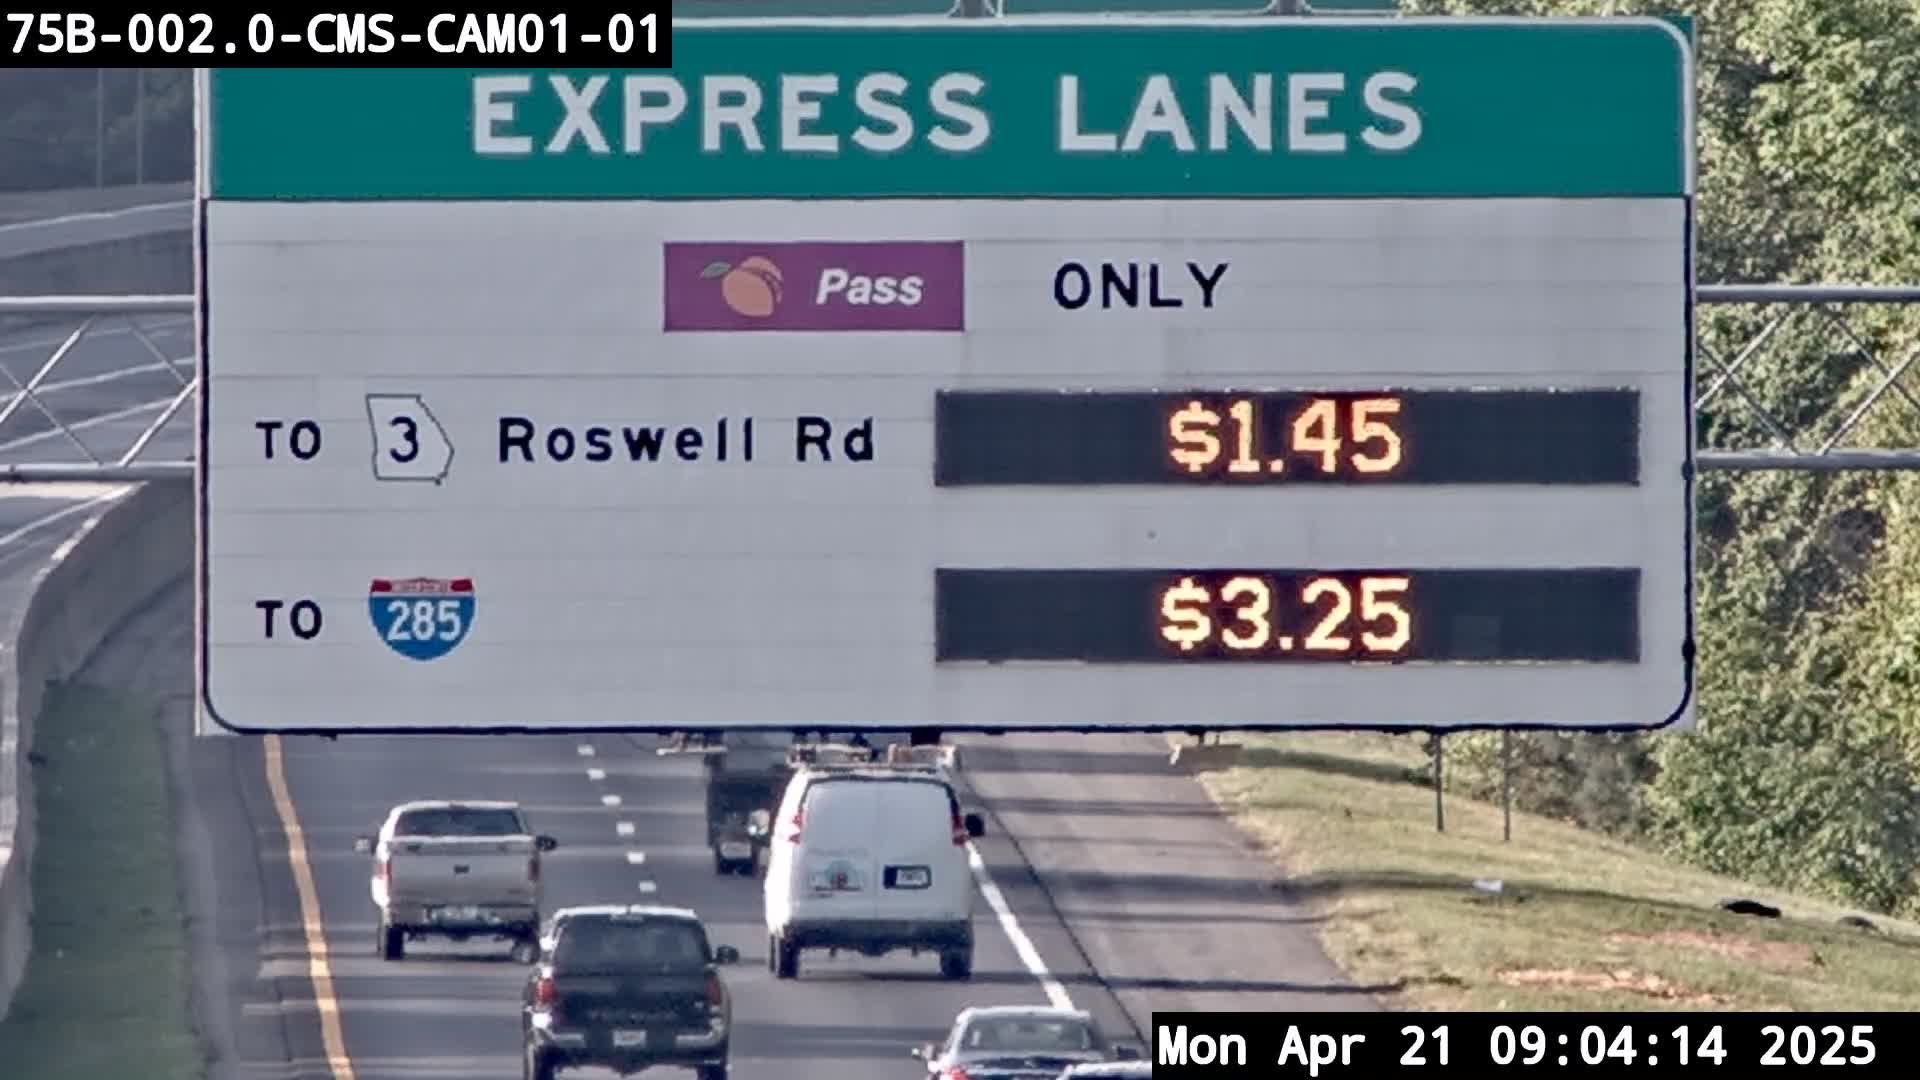 75B-002.0-CMS-CAM01-01
EXPRESS LANES
Pass ONLY
TO 3 Roswell Rd $1.45
TO 285 $3.25
Mon Apr 21 09:04:14 2025